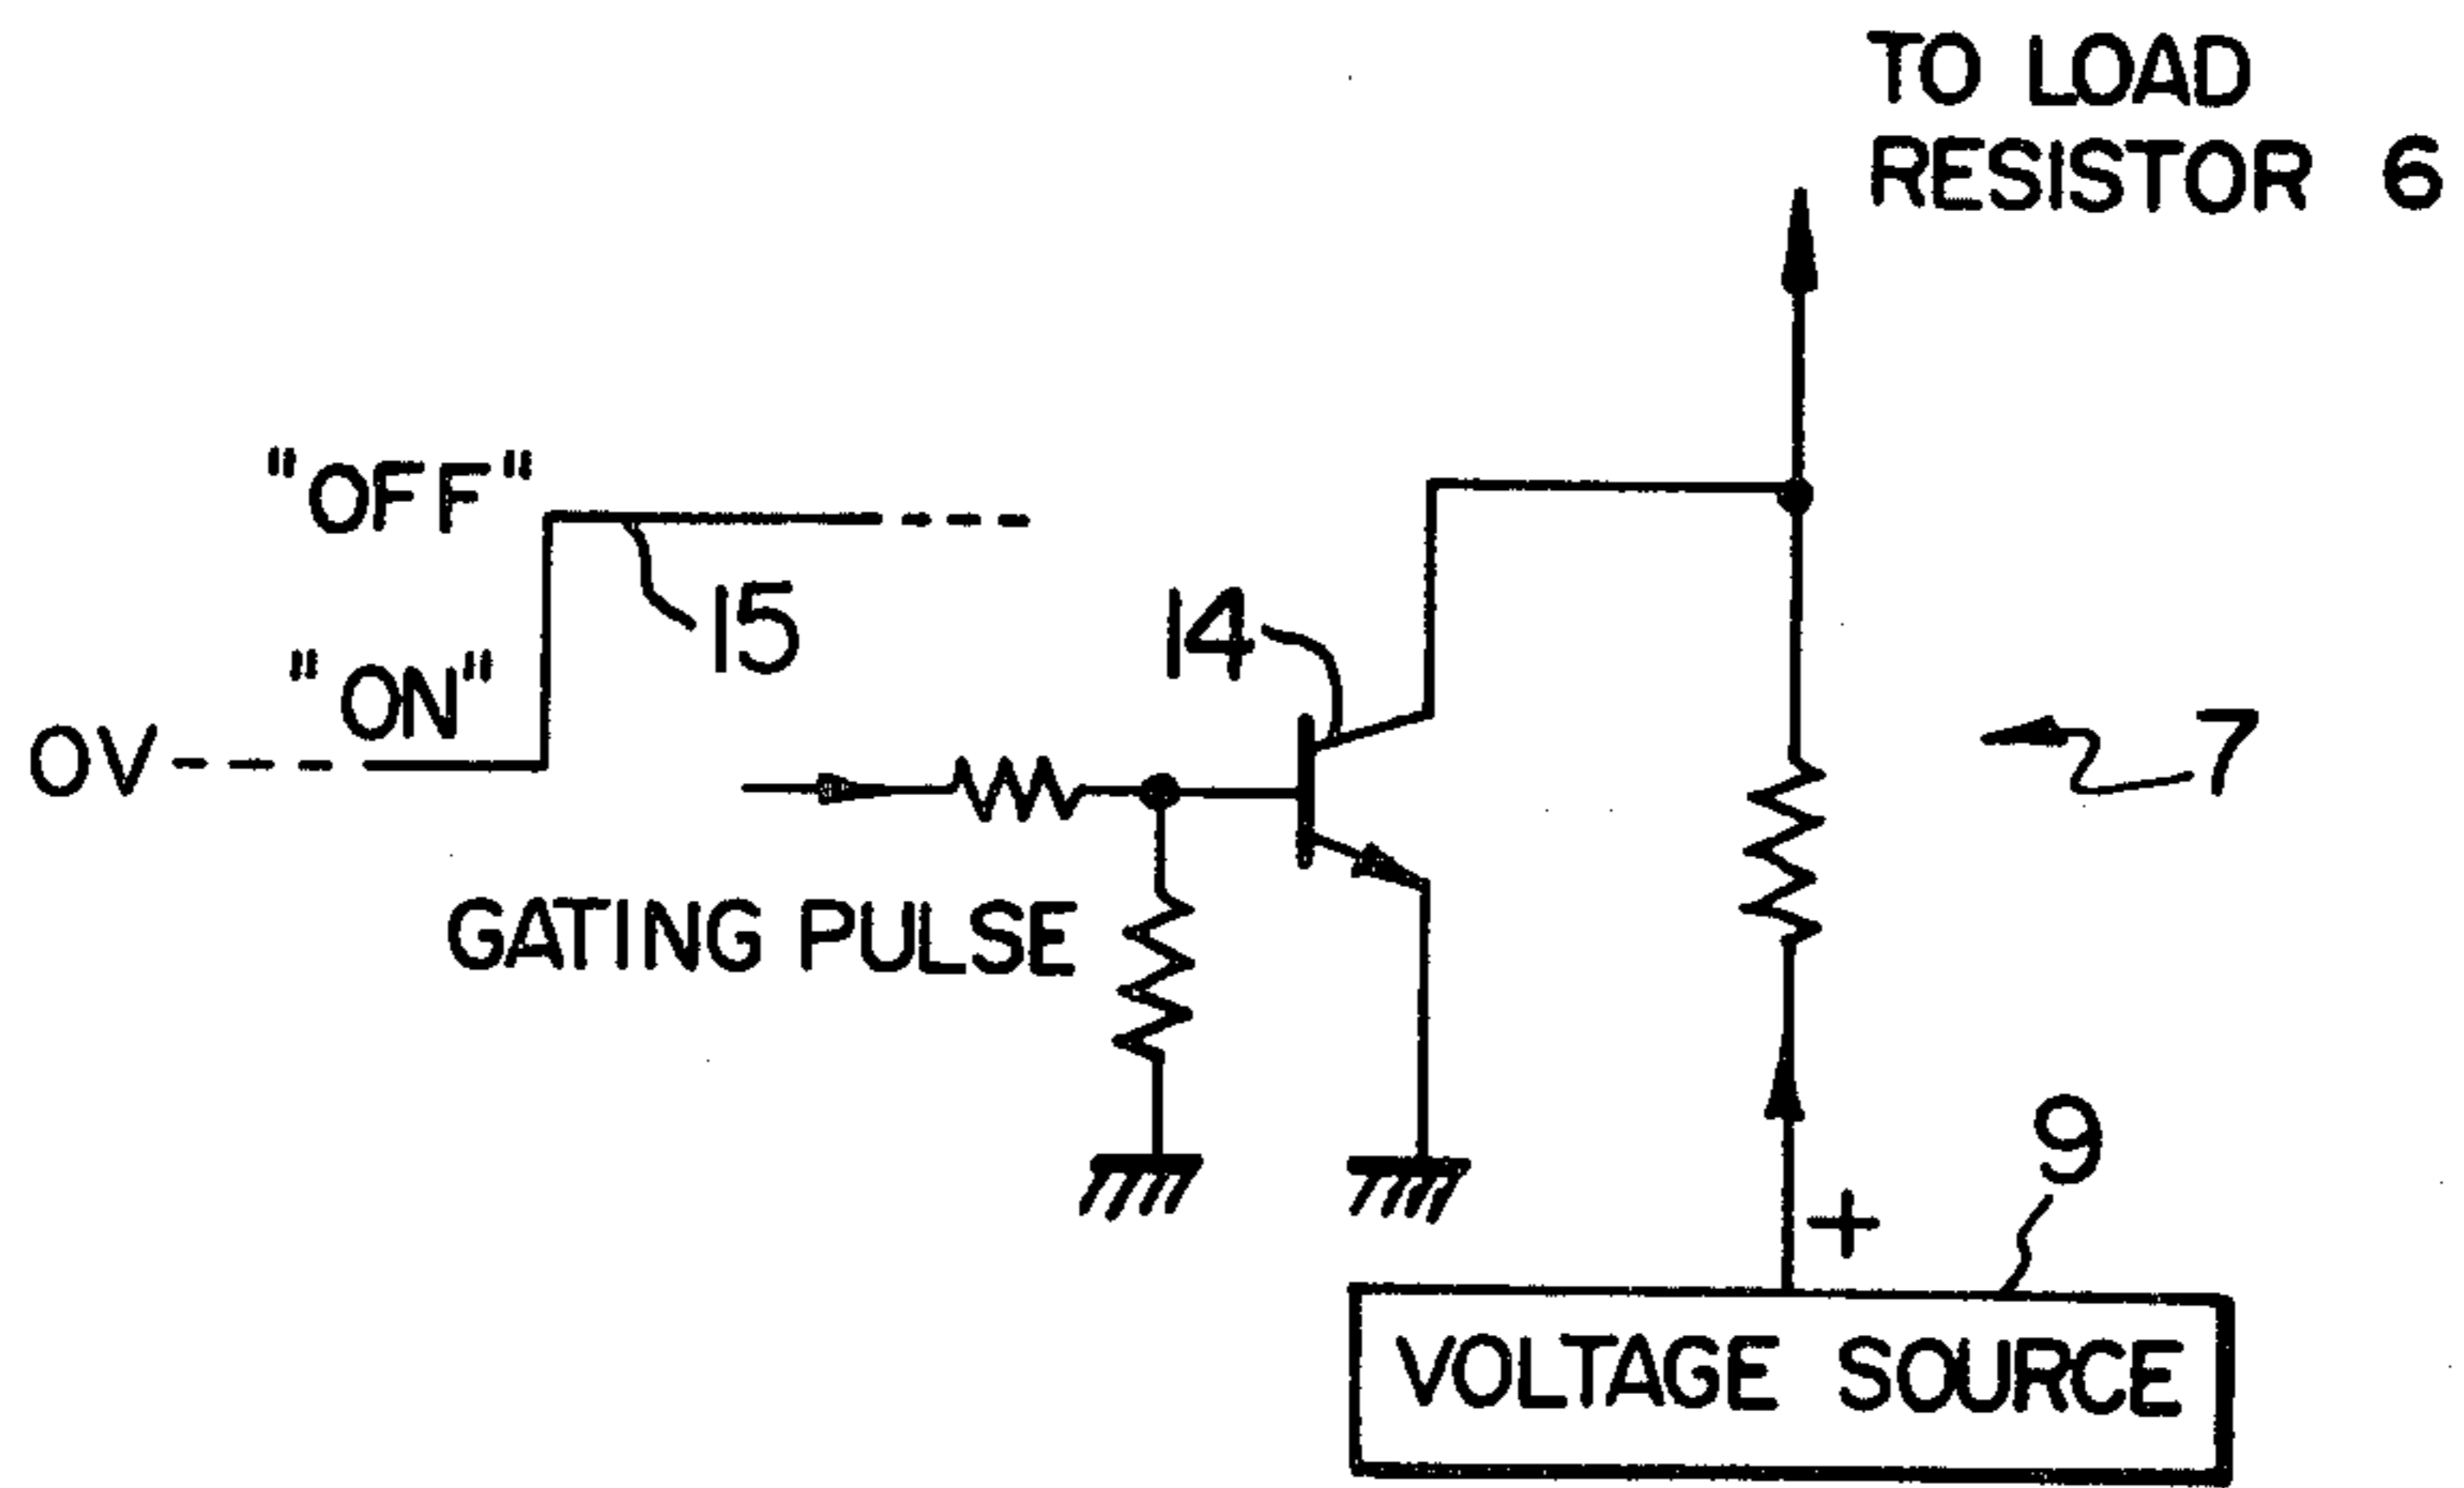 TO LOAD
RESISTOR 6
"OFF"
15
"ON"
0V
14
7
GATING PULSE
9
+
VOLTAGE SOURCE